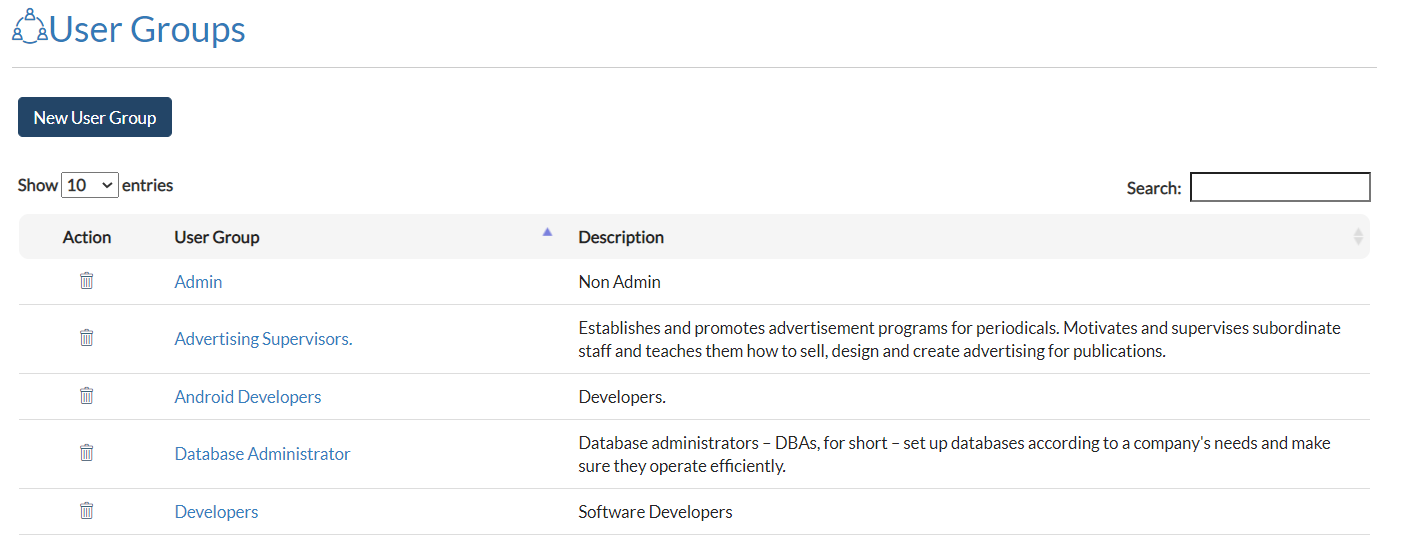 User Groups
New User Group
Show 10 entries
Search:
Action User Group Description
Admin Non Admin
Advertising Supervisors. Establishes and promotes advertisement programs for periodicals. Motivates and supervises subordinate
staff and teaches them how to sell, design and create advertising for publications.
Android Developers Developers.
Database Administrator Database administrators – DBAs, for short – set up databases according to a company's needs and make
sure they operate efficiently.
Developers Software Developers